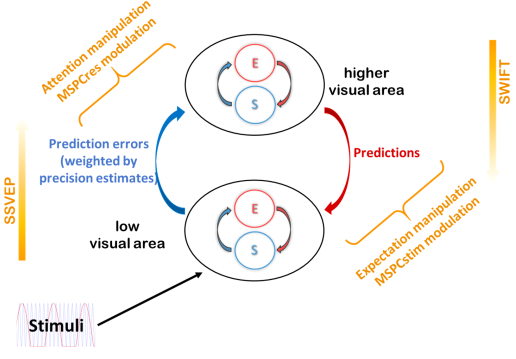 Attention manipulation
MSPCres modulation
E
S
higher
visual area
SWIFT
Prediction errors
(weighted by
precision estimates)
Predictions
SSVEP
E
S
low
visual area
Expectation manipulation
MSPCstim modulation
Stimuli